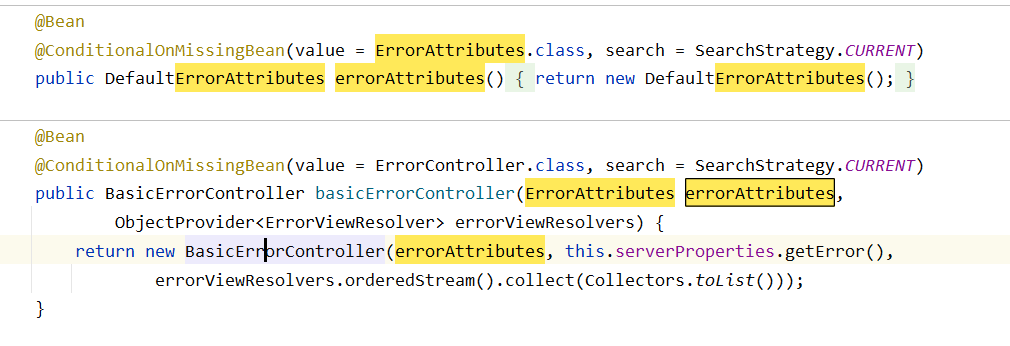 @Bean
@ConditionalOnMissingBean(value = ErrorAttributes.class, search = SearchStrategy.CURRENT)
public DefaultErrorAttributes errorAttributes() { return new DefaultErrorAttributes(); }
@Bean
@ConditionalOnMissingBean(value = ErrorController.class, search = SearchStrategy.CURRENT)
public BasicErrorController basicErrorController(ErrorAttributes errorAttributes,
ObjectProvider<ErrorViewResolver> errorViewResolvers) {
return new BasicErrorController(errorAttributes, this.serverProperties.getError(),
errorViewResolvers.orderedStream().collect(Collectors.toList()));
}